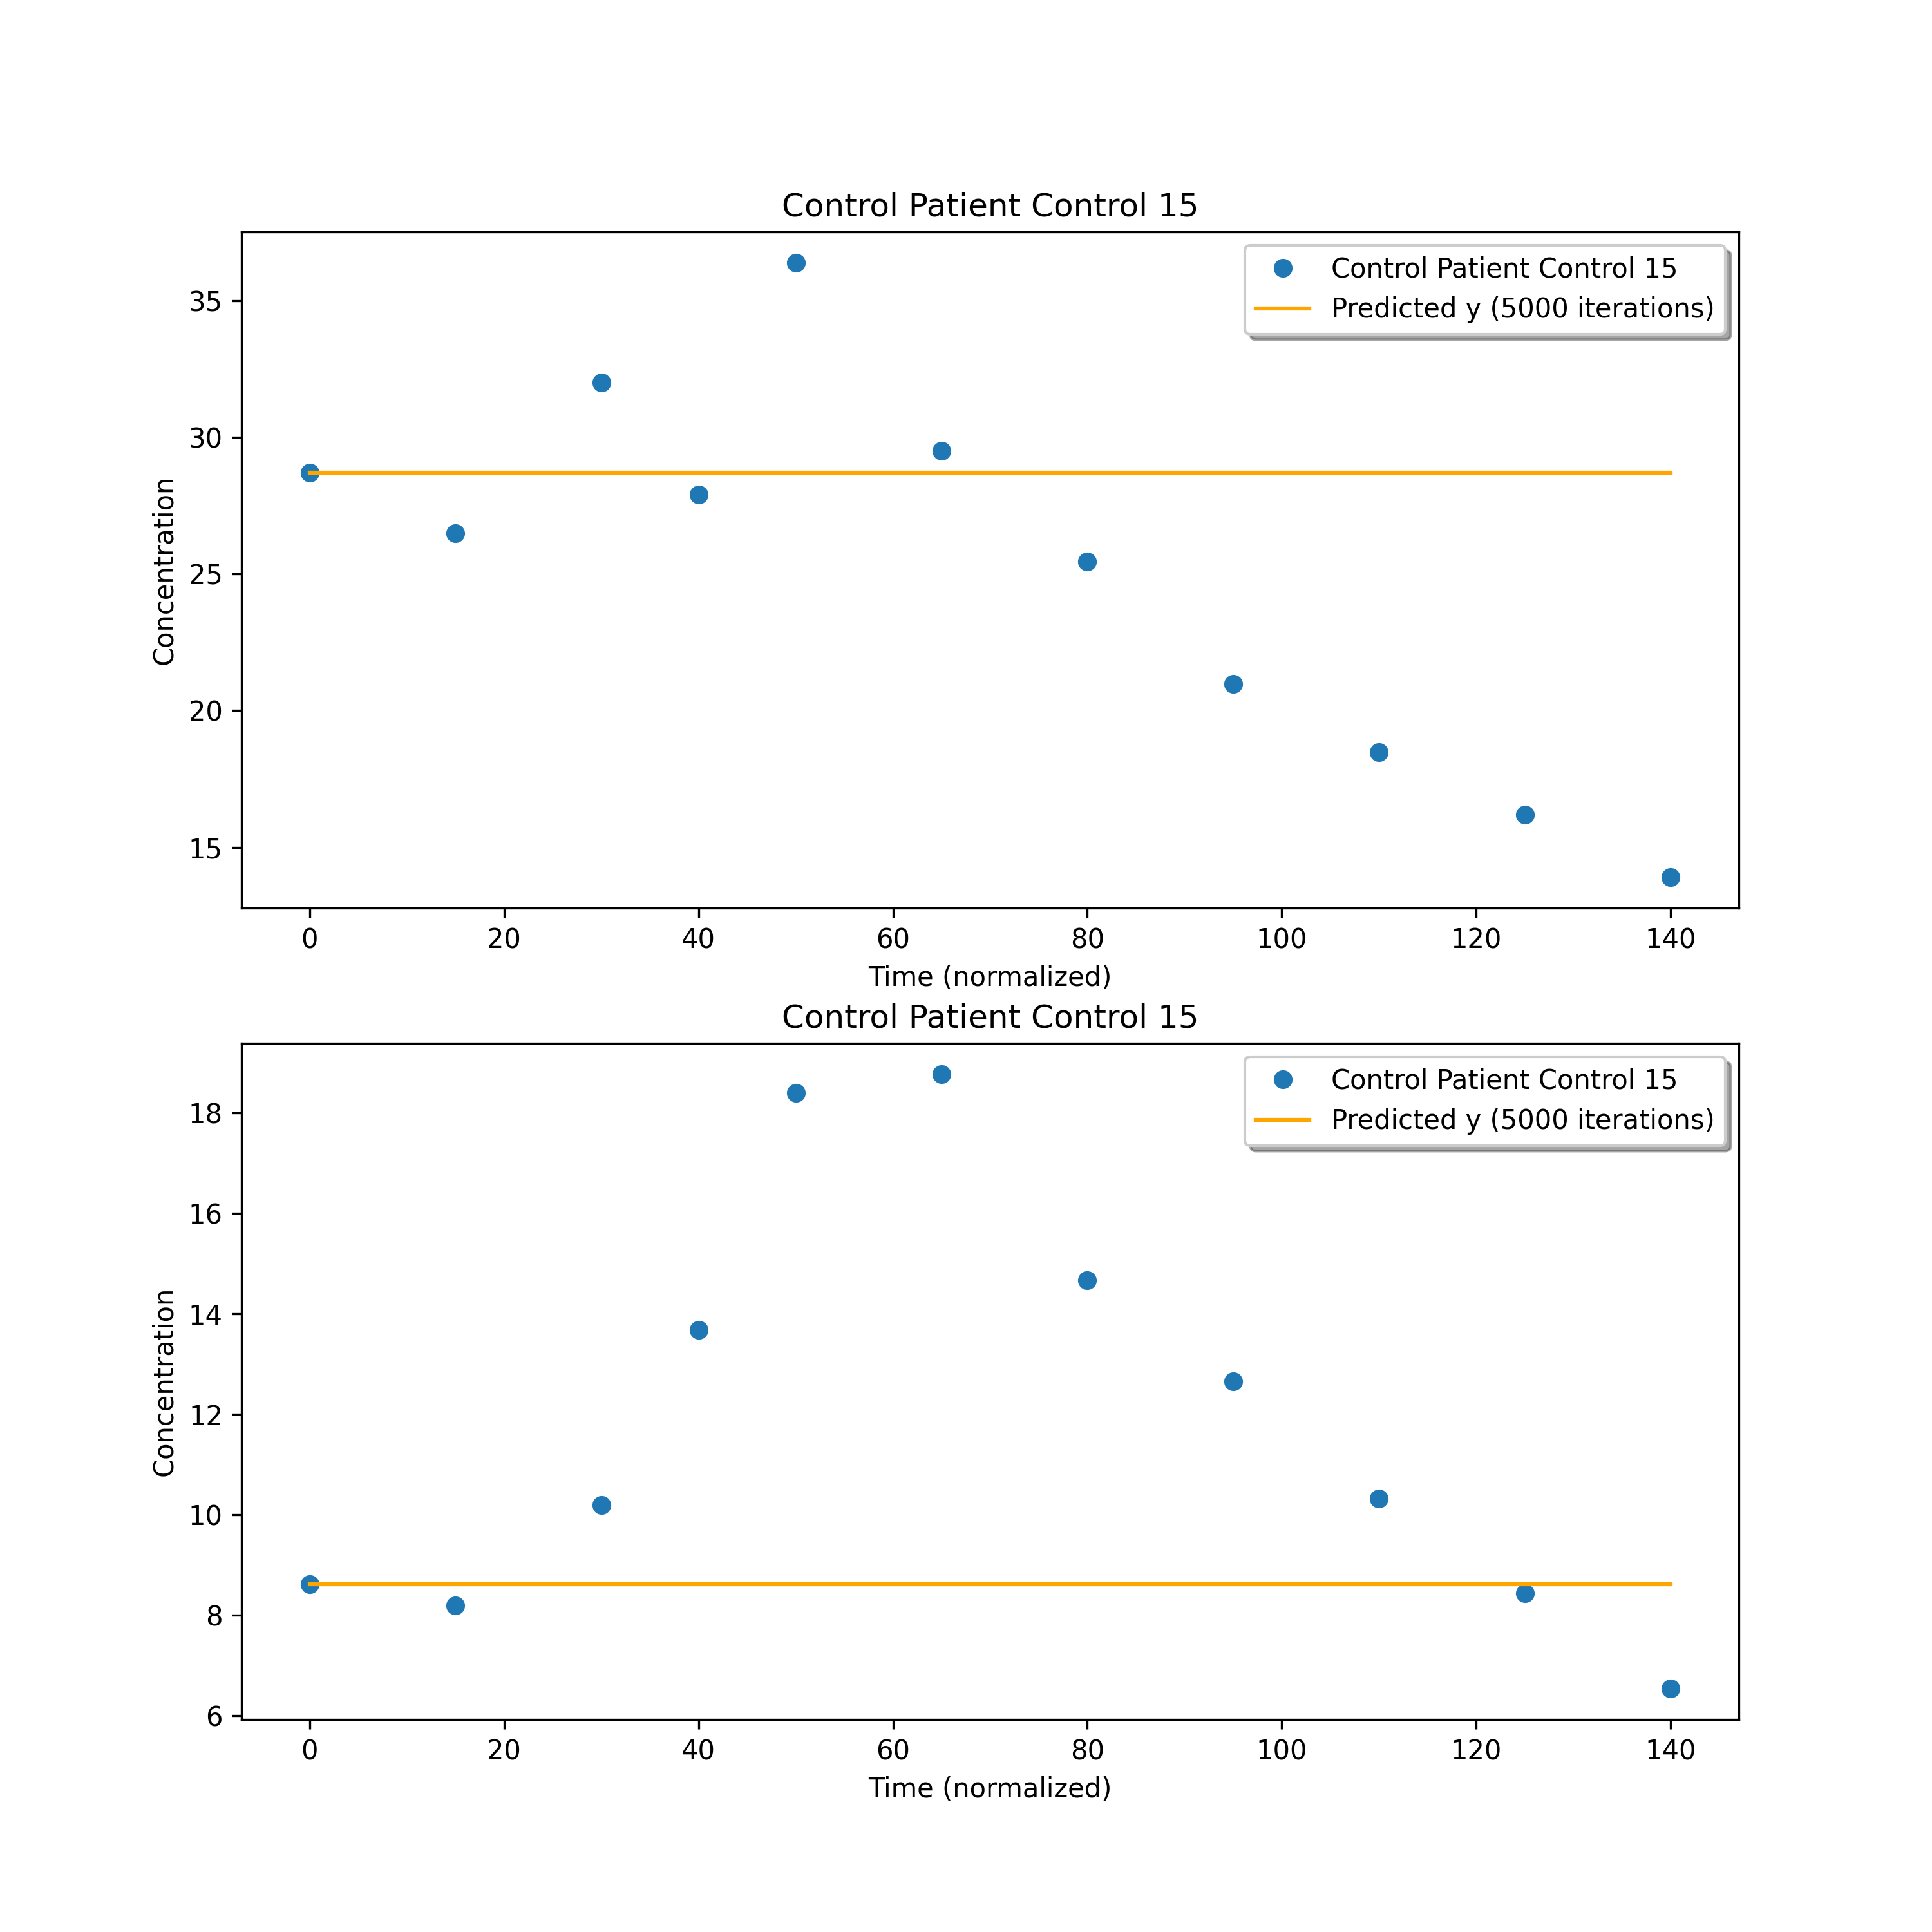 Control Patient Control 15
Control Patient Control 15
Predicted y (5000 iterations)
35
30
25
20
15
Concentration
0 20 40 60 80 100 120 140
Time (normalized)
Control Patient Control 15
Control Patient Control 15
Predicted y (5000 iterations)
18
16
14
12
10
8
6
Concentration
0 20 40 60 80 100 120 140
Time (normalized)